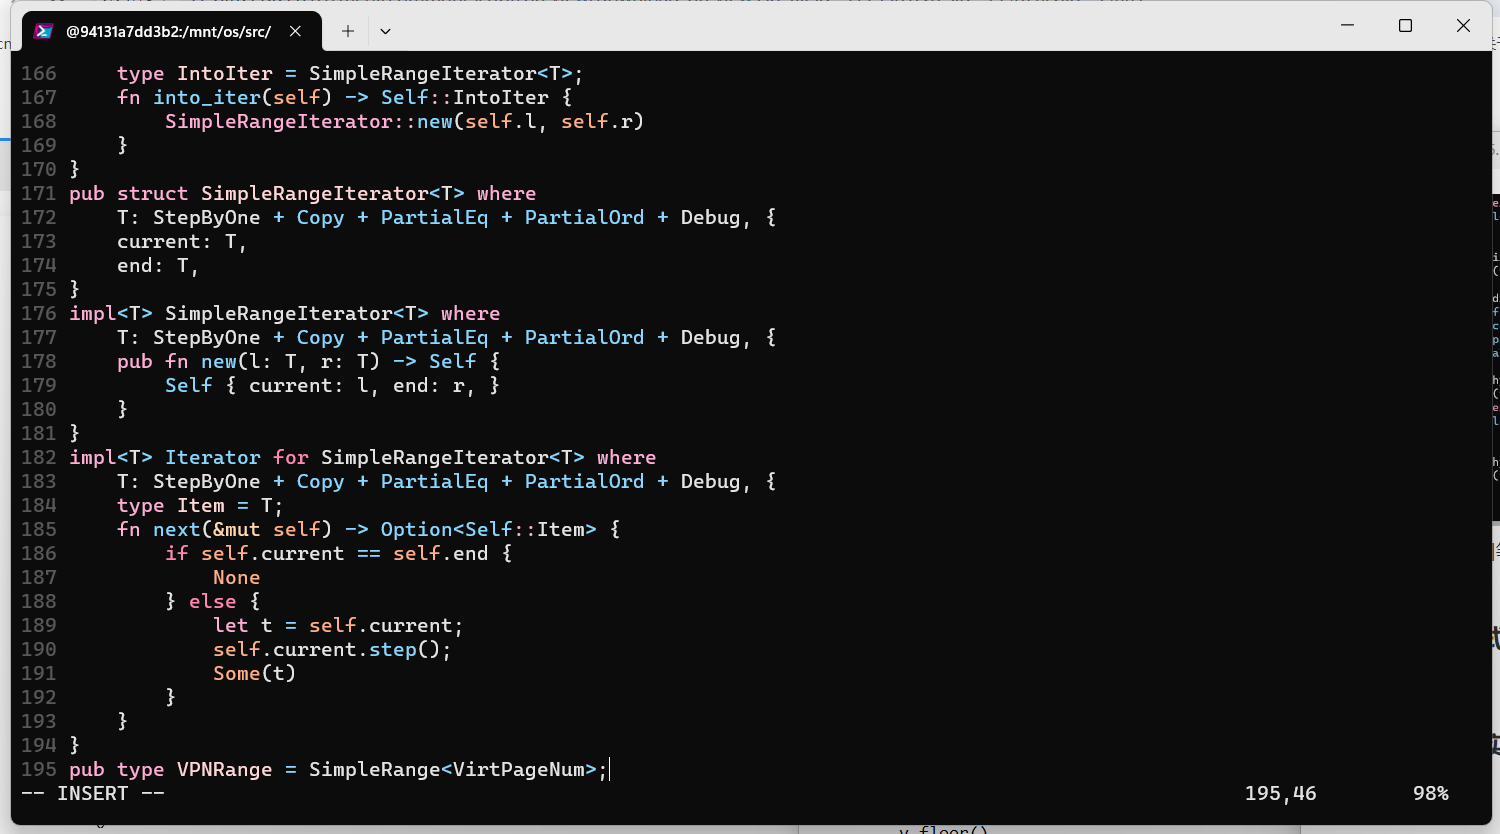 @94131a7dd3b2:/mnt/os/src/
166     type IntoIter = SimpleRangeIterator<T>;
167     fn into_iter(self) -> Self::IntoIter {
168         SimpleRangeIterator::new(self.l, self.r)
169     }
170 }
171 pub struct SimpleRangeIterator<T> where
172     T: StepByOne + Copy + PartialEq + PartialOrd + Debug, {
173     current: T,
174     end: T,
175 }
176 impl<T> SimpleRangeIterator<T> where
177     T: StepByOne + Copy + PartialEq + PartialOrd + Debug, {
178     pub fn new(l: T, r: T) -> Self {
179         Self { current: l, end: r, }
180     }
181 }
182 impl<T> Iterator for SimpleRangeIterator<T> where
183     T: StepByOne + Copy + PartialEq + PartialOrd + Debug, {
184     type Item = T;
185     fn next(&mut self) -> Option<Self::Item> {
186         if self.current == self.end {
187             None
188         } else {
189             let t = self.current;
190             self.current.step();
191             Some(t)
192         }
193     }
194 }
195 pub type VPNRange = SimpleRange<VirtPageNum>;
-- INSERT -- 195,46 98%